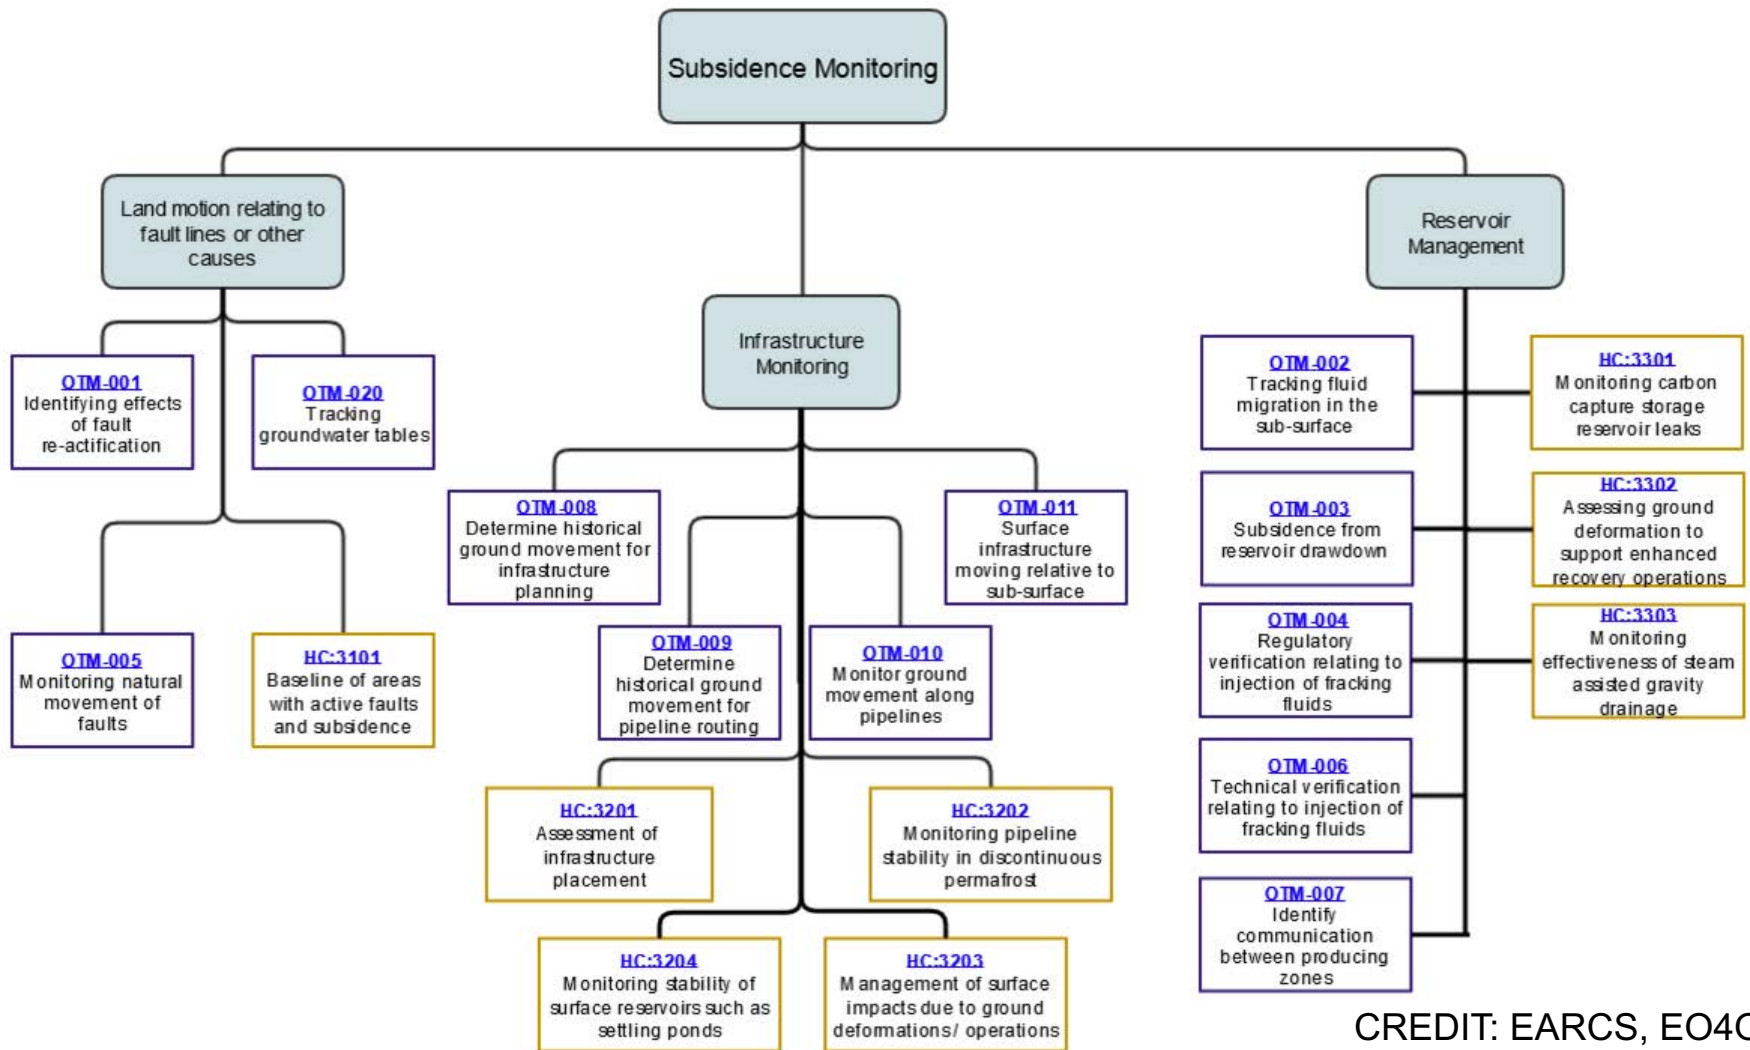 Subsidence Monitoring
Land motion relating to
fault lines or other
causes
Reservoir
Management
Infrastructure
Monitoring
OTM-001
Identifying effects
of fault
re-actification
OTM-020
Tracking
groundwater tables
OTM-005
Monitoring natural
movement of
faults
HC:3101
Baseline of areas
with active faults
and subsidence
OTM-008
Determine historical
ground movement for
infrastructure
planning
OTM-011
Surface
infrastructure
moving relative to
sub-surface
OTM-009
Determine
historical ground
movement for
pipeline routing
OTM-010
Monitor ground
movement along
pipelines
HC:3201
Assessment of
infrastructure
placement
HC:3202
Monitoring pipeline
stability in discontinuous
permafrost
HC:3204
Monitoring stability of
surface reservoirs such as
settling ponds
HC:3203
Management of surface
impacts due to ground
deformations/ operations
OTM-002
Tracking fluid
migration in the
sub-surface
HC:3301
Monitoring carbon
capture storage
reservoir leaks
OTM-003
Subsidence from
reservoir drawdown
HC:3302
Assessing ground
deformation to
support enhanced
recovery operations
OTM-004
Regulatory
verification relating to
injection of fracking
fluids
HC:3303
Monitoring
effectiveness of steam
assisted gravity
drainage
OTM-006
Technical verification
relating to injection of
fracking fluids
OTM-007
Identify
communication
between producing
zones
CREDIT: EARCS,